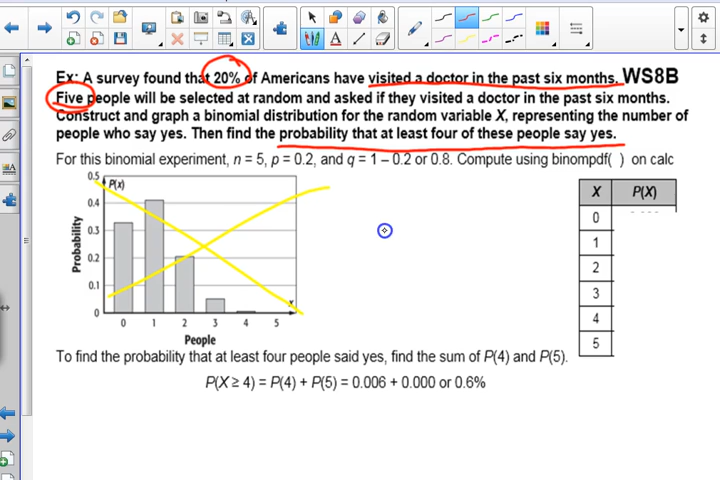 Ex: A survey found that 20% of Americans have visited a doctor in the past six months. WS8B
Five people will be selected at random and asked if they visited a doctor in the past six months.
Construct and graph a binomial distribution for the random variable X, representing the number of
people who say yes. Then find the probability that at least four of these people say yes.
For this binomial experiment, n = 5, p = 0.2, and q = 1 – 0.2 or 0.8. Compute using binompdf( ) on calc
P(x)
Probability
0.5
0.4
0.3
0.2
0.1
0
x
0 1 2 3 4 5
People
X P(X)
0
1
2
3
4
5
To find the probability that at least four people said yes, find the sum of P(4) and P(5).
P(X ≥ 4) = P(4) + P(5) = 0.006 + 0.000 or 0.6%